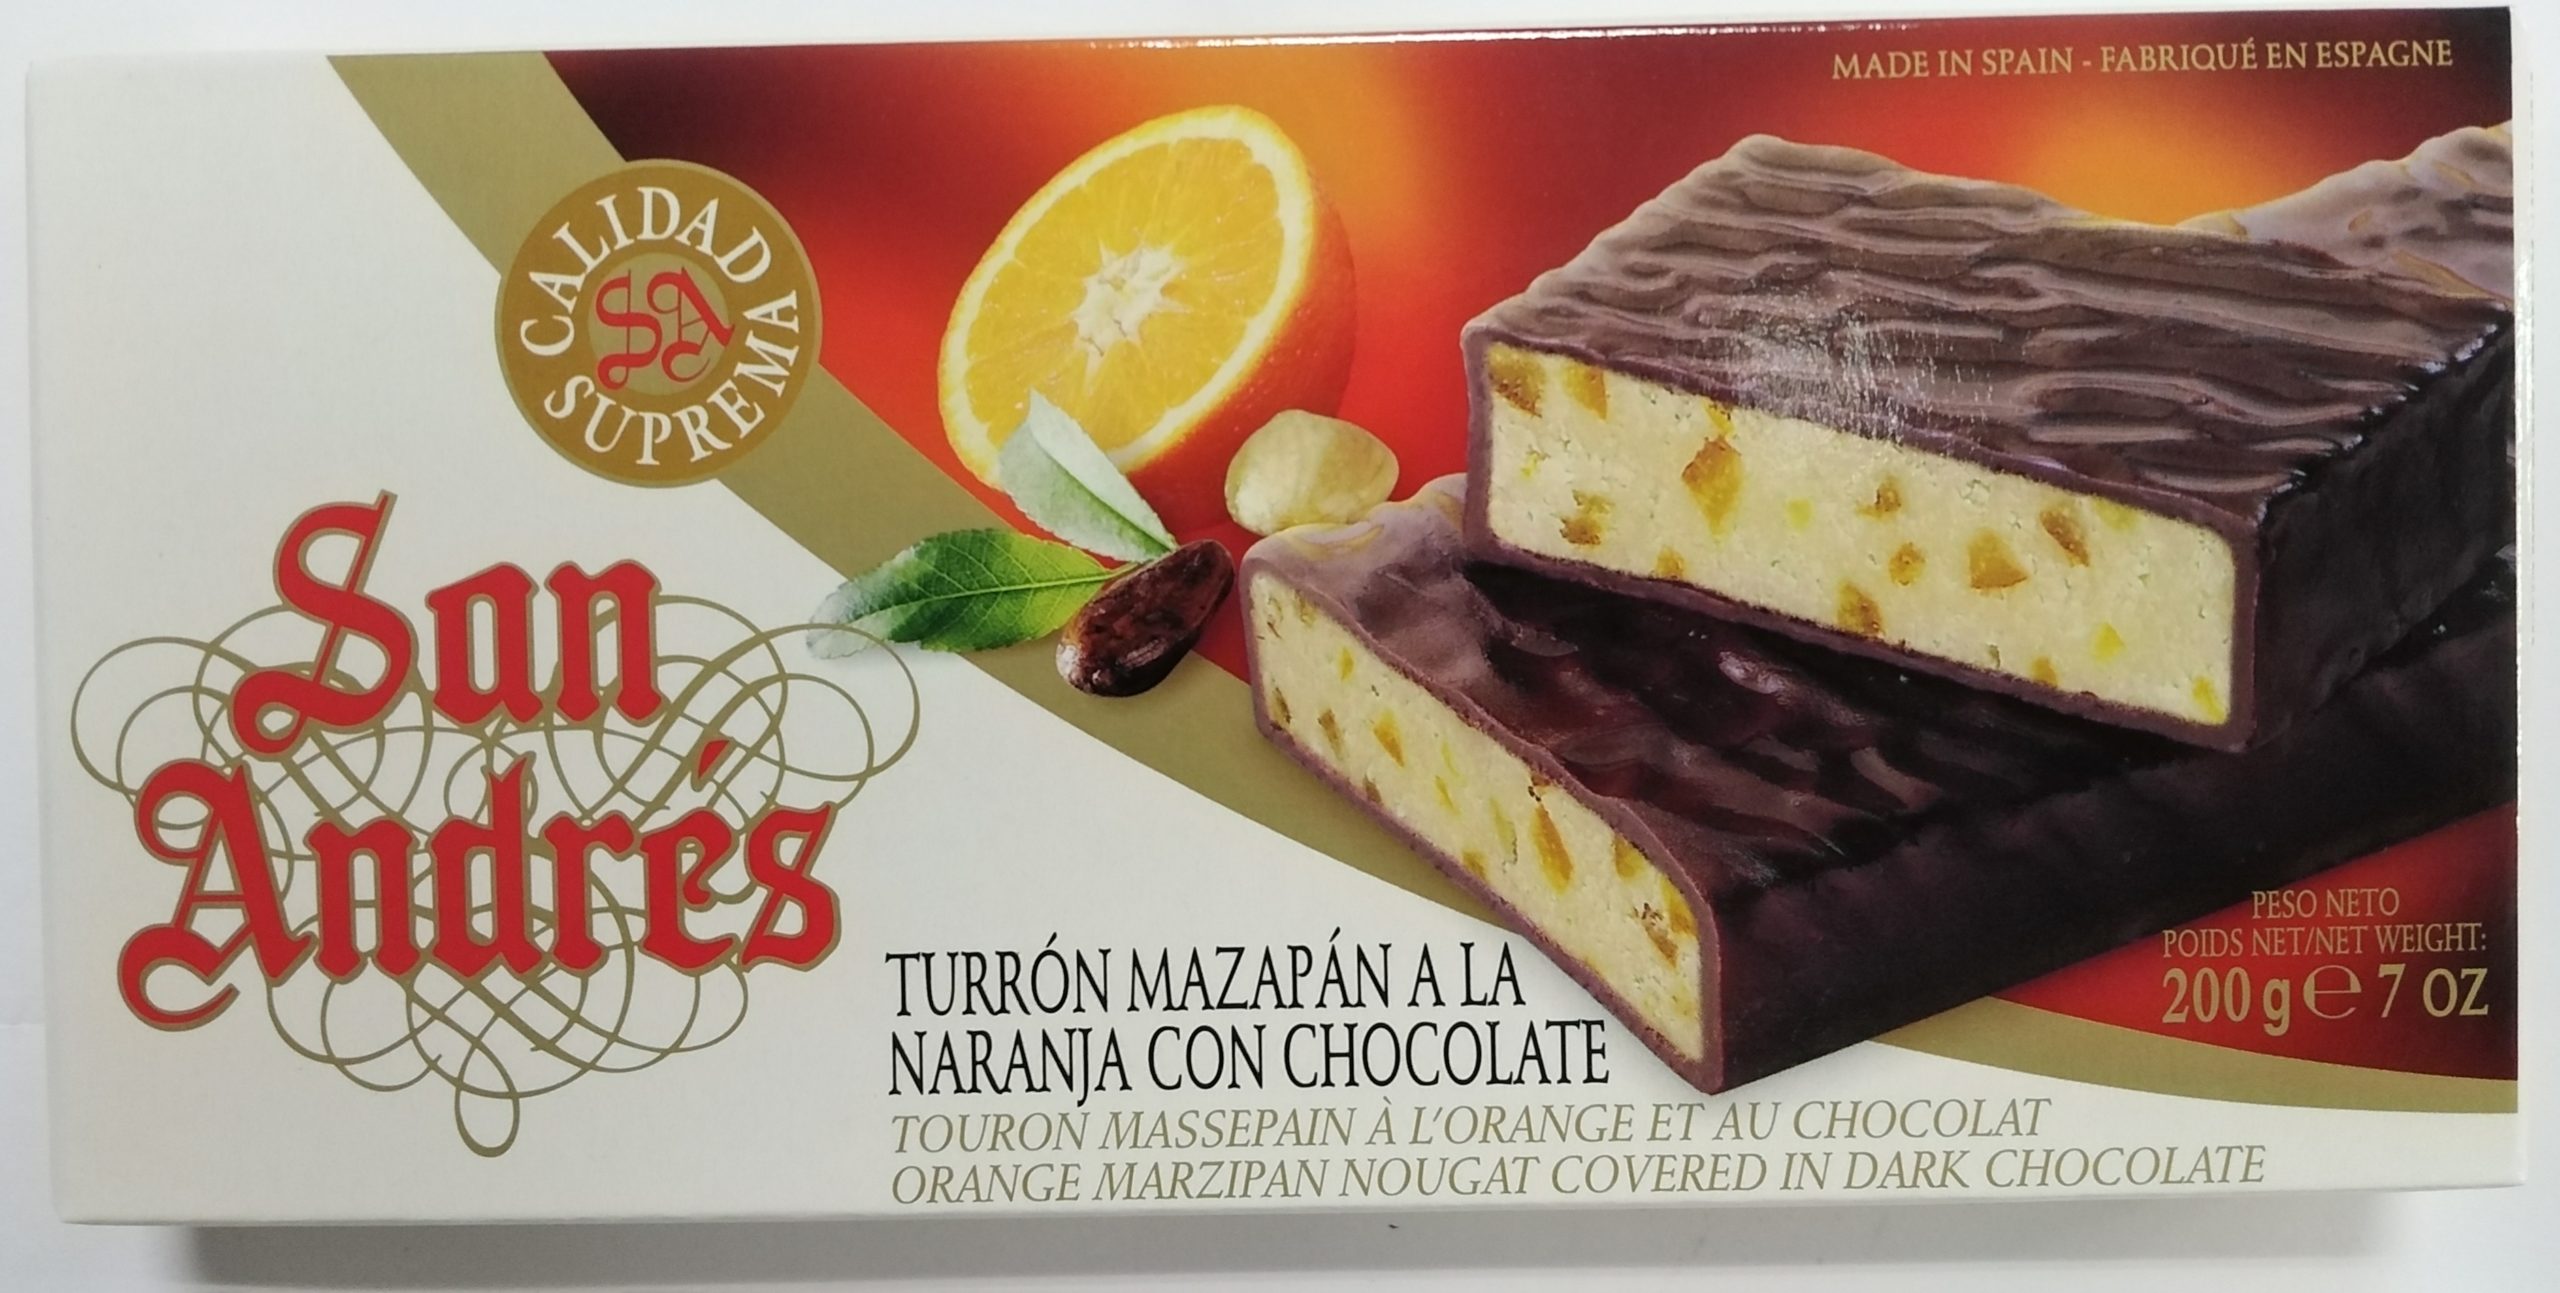 MADE IN SPAIN - FABRIQUÉ EN ESPAGNE
CALIDAD
SA
SUPREMA
San
Andrés
TURRÓN MAZAPÁN A LA
NARANJA CON CHOCOLATE
TOURON MASSEPAIN À L'ORANGE ET AU CHOCOLAT
ORANGE MARZIPAN NOUGAT COVERED IN DARK CHOCOLATE
PESO NETO
POIDS NET/NET WEIGHT:
200 g e 7 OZ